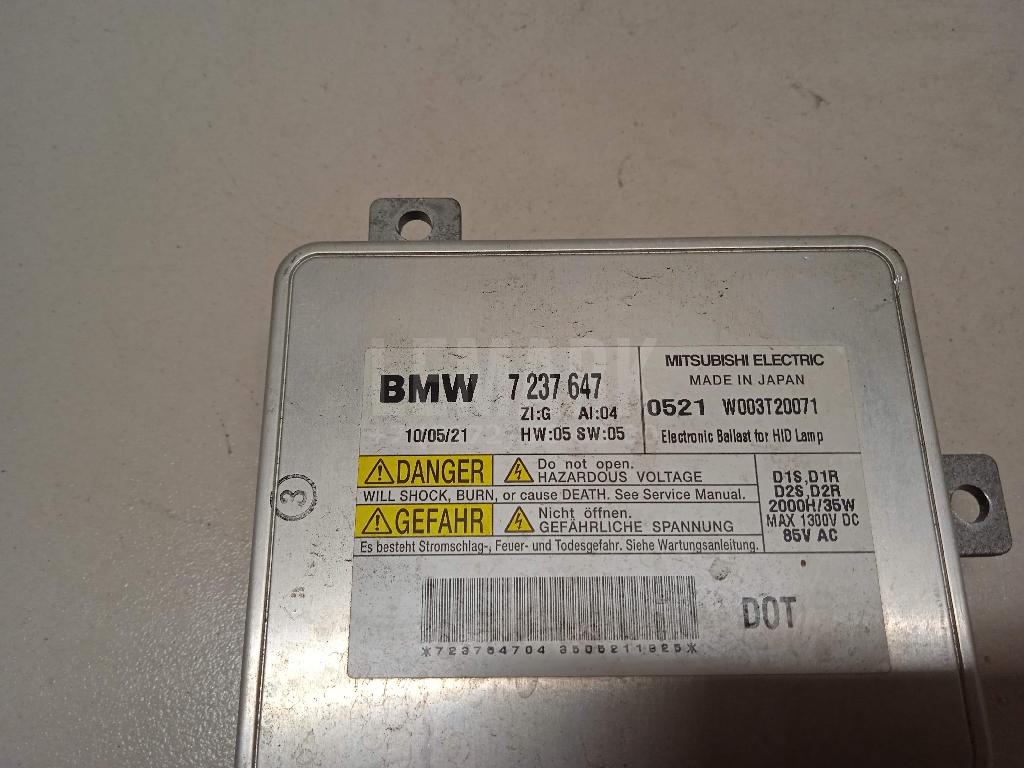 BMW 7 237 647
ZI:G AI:04
10/05/21 HW:05 SW:05
MITSUBISHI ELECTRIC
MADE IN JAPAN
0521 W003T20071
Electronic Ballast for HID Lamp
DANGER Do not open.
HAZARDOUS VOLTAGE
WILL SHOCK, BURN, or cause DEATH. See Service Manual.
GEFAHR Nicht öffnen.
GEFÄHRLICHE SPANNUNG
Es besteht Stromschlag-, Feuer- und Todesgefahr. Siehe Wartungsanleitung.
D1S,D1R
D2S,D2R
2000H/35W
MAX 1300V DC
85V AC
DOT
3